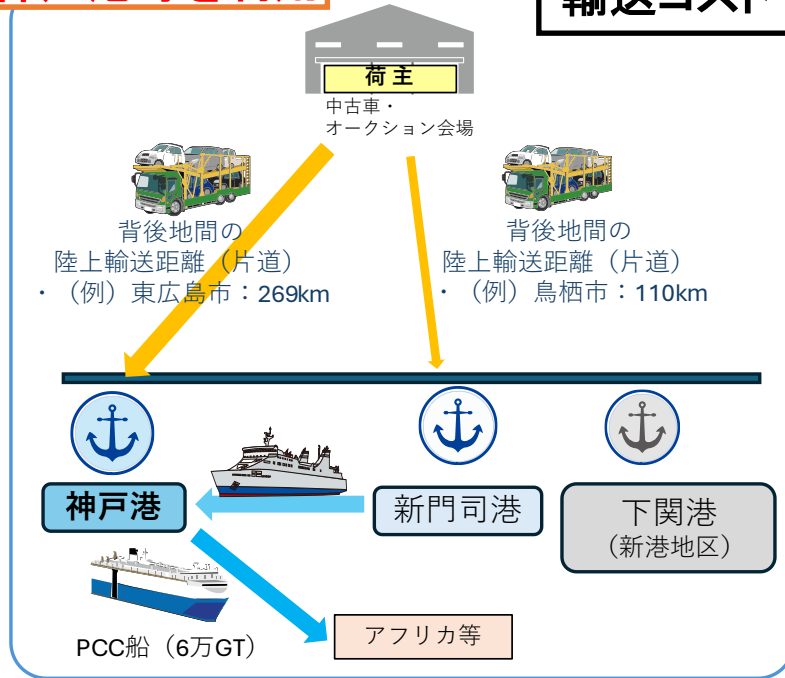 輸送コスト
荷主
中古車・
オークション会場
背後地間の
陸上輸送距離（片道）
・（例）東広島市：269km
背後地間の
陸上輸送距離（片道）
・（例）鳥栖市：110km
神戸港
新門司港
下関港
（新港地区）
PCC船（6万GT）
アフリカ等